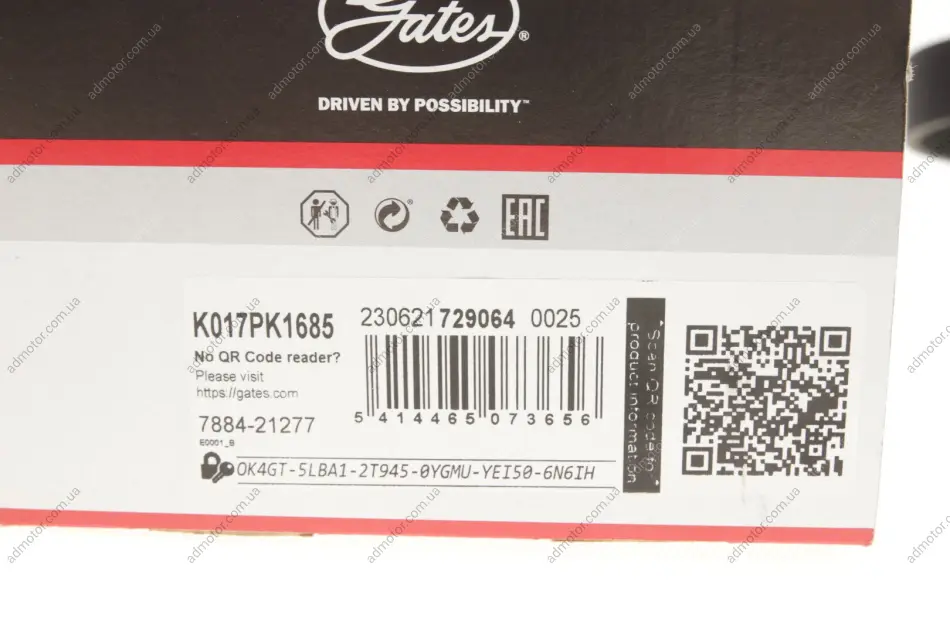 Gates®
DRIVEN BY POSSIBILITY™
EAC
K017PK1685
230621729064 0025
No QR Code reader?
Please visit
https://gates.com
7884-21277
E0001_B
5 414465 073656
OK4GT-5LBA1-2T945-0YGMU-YEI50-6N6IH
"Scan QR code to
product information"
admotor.com.ua